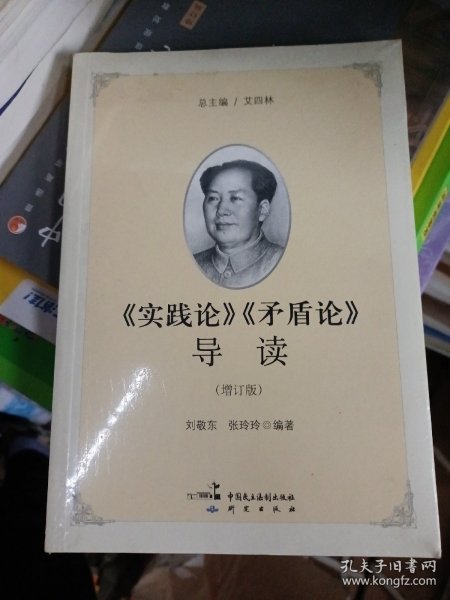 总主编 / 艾四林
《实践论》《矛盾论》
导 读
(增订版)
刘敬东 张玲玲◎编著
中国民主法制出版社
研究出版社
孔夫子旧书网
www.kongfz.com